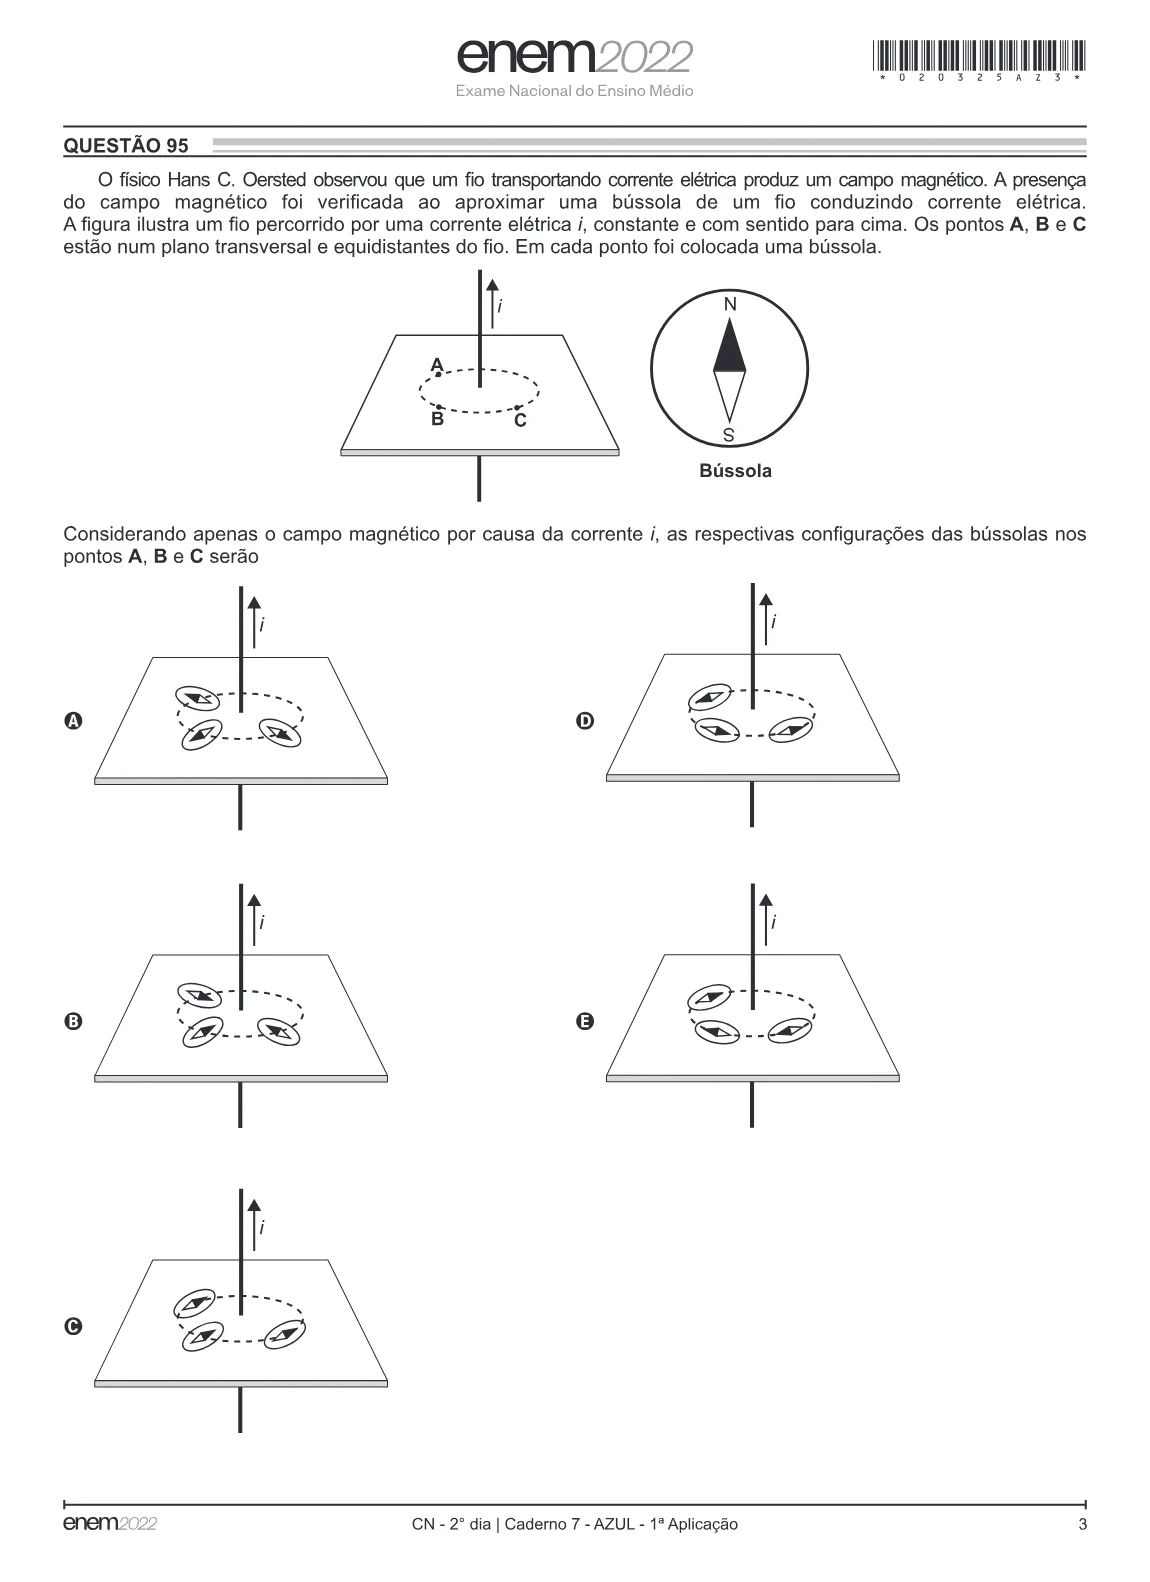 enem2022
Exame Nacional do Ensino Médio
* 0 2 0 3 2 5 A Z 3 *
QUESTÃO 95
O físico Hans C. Oersted observou que um fio transportando corrente elétrica produz um campo magnético. A presença
do campo magnético foi verificada ao aproximar uma bússola de um fio conduzindo corrente elétrica.
A figura ilustra um fio percorrido por uma corrente elétrica i, constante e com sentido para cima. Os pontos A, B e C
estão num plano transversal e equidistantes do fio. Em cada ponto foi colocada uma bússola.
i
A
B
C
N
S
Bússola
Considerando apenas o campo magnético por causa da corrente i, as respectivas configurações das bússolas nos
pontos A, B e C serão
A
i
D
i
B
i
E
i
C
i
enem2022
CN - 2° dia | Caderno 7 - AZUL - 1ª Aplicação
3